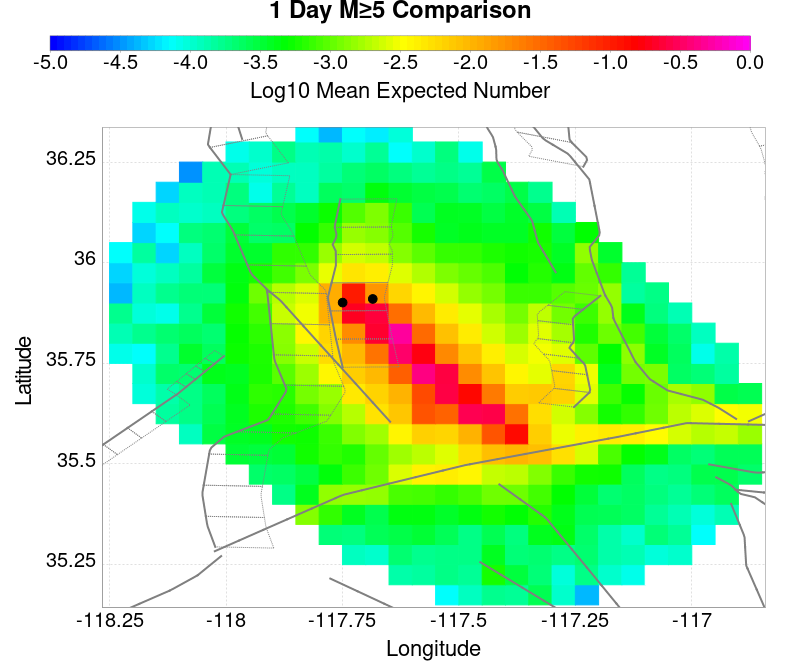 1 Day M≥5 Comparison
-5.0 -4.5 -4.0 -3.5 -3.0 -2.5 -2.0 -1.5 -1.0 -0.5 0.0
Log10 Mean Expected Number
36.25
36
35.75
35.5
35.25
Latitude
-118.25 -118 -117.75 -117.5 -117.25 -117
Longitude